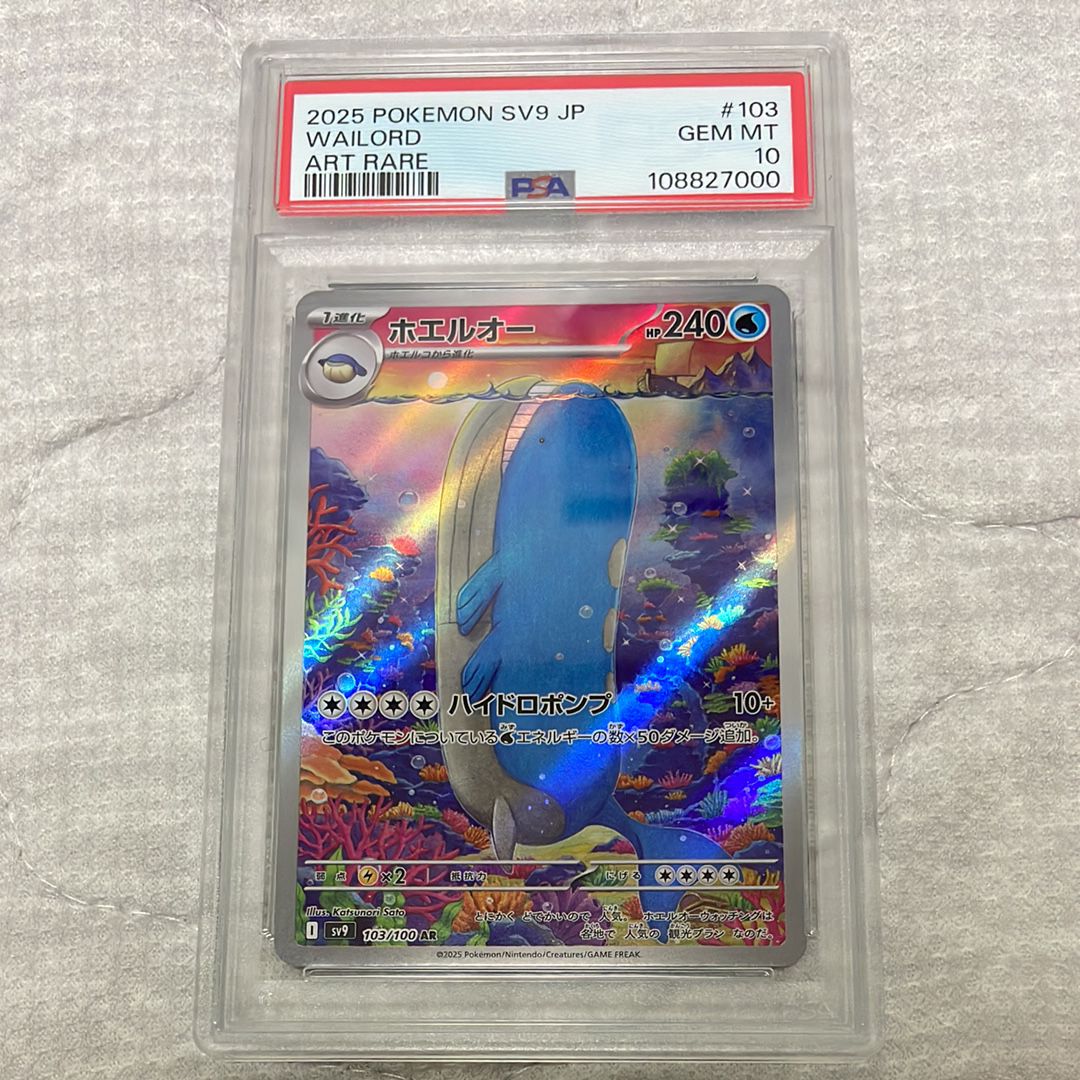 2025 POKEMON SV9 JP #103
WAILORD GEM MT
ART RARE 10
PSA 108827000
1進化 ホエルオー HP240
ホエルコから進化
ハイドロポンプ 10+
このポケモンについているエネルギーの数×50ダメージ追加。
弱点 ×2 抵抗力 にげる
Illus. Katsunori Sato
とにかく どでかいので 人気。 ホエルオーウォッチングは
I sv9 103/100 AR 各地で 人気の 観光プラン なのだ。
©2025 Pokémon/Nintendo/Creatures/GAME FREAK.